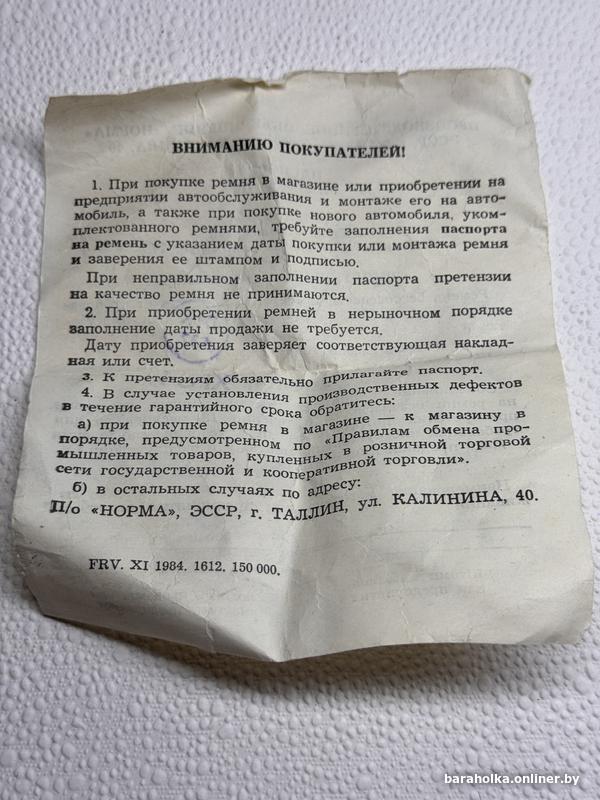 ВНИМАНИЮ ПОКУПАТЕЛЕЙ!
1. При покупке ремня в магазине или приобретении на
предприятии автообслуживания и монтаже его на авто-
мобиль, а также при покупке нового автомобиля, уком-
плектованного ремнями, требуйте заполнения паспорта
на ремень с указанием даты покупки или монтажа ремня
и заверения ее штампом и подписью.
При неправильном заполнении паспорта претензии
на качество ремня не принимаются.
2. При приобретении ремней в нерыночном порядке
заполнение даты продажи не требуется.
Дату приобретения заверяет соответствующая наклад-
ная или счет.
3. К претензиям обязательно прилагайте паспорт.
4. В случае установления производственных дефектов
в течение гарантийного срока обратитесь:
а) при покупке ремня в магазине — к магазину в
порядке, предусмотренном по «Правилам обмена про-
мышленных товаров, купленных в розничной торговой
сети государственной и кооперативной торговли».
б) в остальных случаях по адресу:
П/о «НОРМА», ЭССР, г. ТАЛЛИН, ул. КАЛИНИНА, 40.
FRV. XI 1984. 1612. 150 000.
baraholka.onliner.by